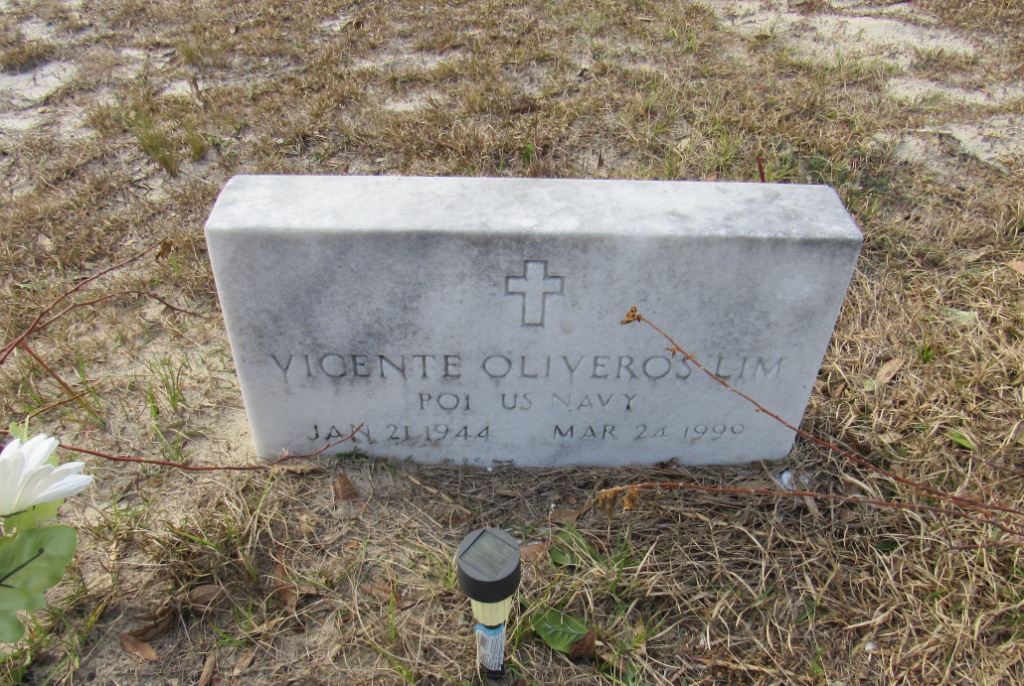 VICENTE OLIVEROS LIM
PO1 US NAVY
JAN 21 1944 MAR 24 1999